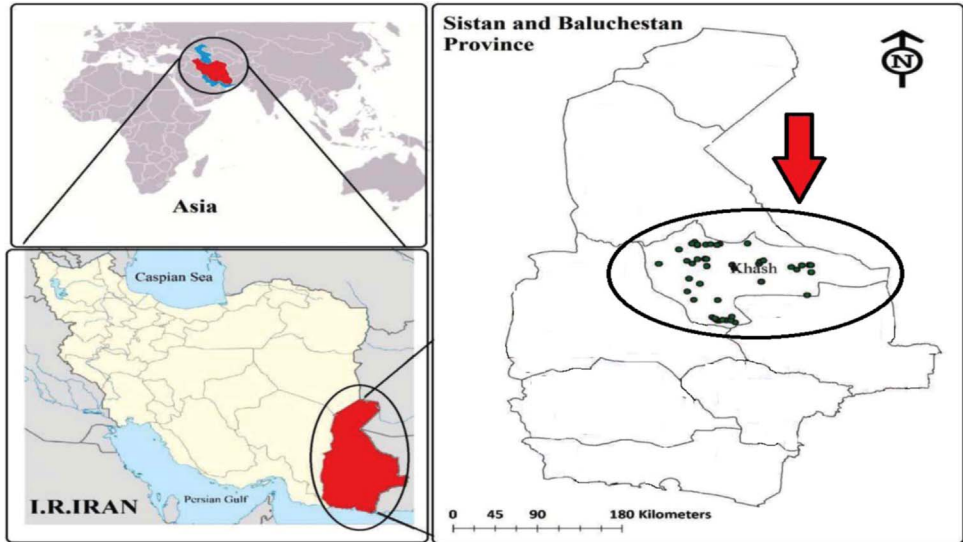 Asia
Caspian Sea
Persian Gulf
I.R.IRAN
Sistan and Baluchestan
Province
N
Khash
0 45 90 180 Kilometers